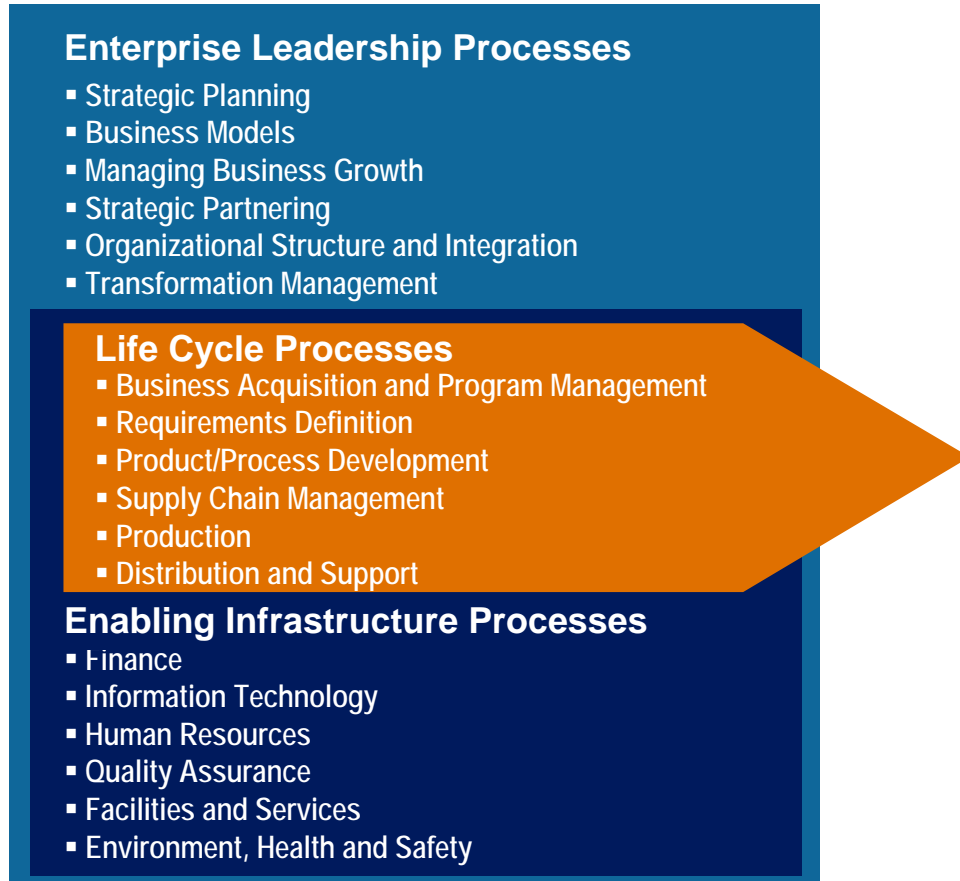 Enterprise Leadership Processes
▪ Strategic Planning
▪ Business Models
▪ Managing Business Growth
▪ Strategic Partnering
▪ Organizational Structure and Integration
▪ Transformation Management
Life Cycle Processes
▪ Business Acquisition and Program Management
▪ Requirements Definition
▪ Product/Process Development
▪ Supply Chain Management
▪ Production
▪ Distribution and Support
Enabling Infrastructure Processes
▪ Finance
▪ Information Technology
▪ Human Resources
▪ Quality Assurance
▪ Facilities and Services
▪ Environment, Health and Safety